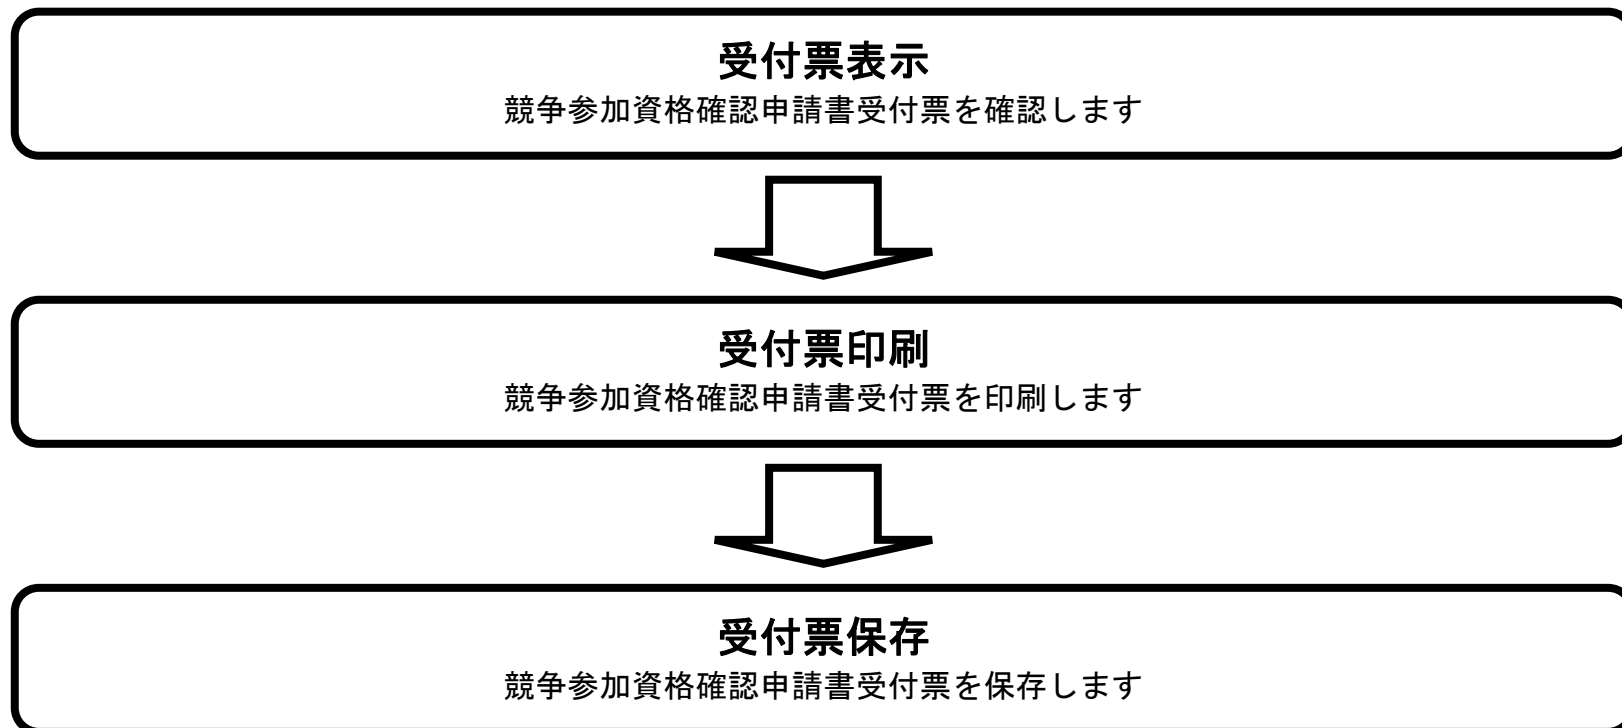 受付票表示
競争参加資格確認申請書受付票を確認します
受付票印刷
競争参加資格確認申請書受付票を印刷します
受付票保存
競争参加資格確認申請書受付票を保存します